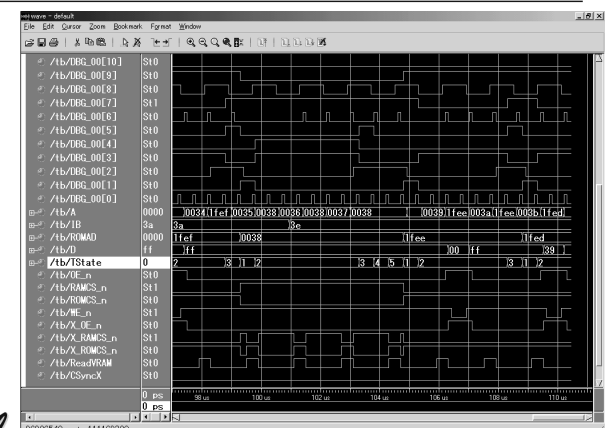 wave - default
File Edit Cursor Zoom Bookmark Format Window
/tb/DBG_00[10] St0
/tb/DBG_00[9] St0
/tb/DBG_00[8] St0
/tb/DBG_00[7] St1
/tb/DBG_00[6] St0
/tb/DBG_00[5] St0
/tb/DBG_00[4] St0
/tb/DBG_00[3] St0
/tb/DBG_00[2] St0
/tb/DBG_00[1] St0
/tb/DBG_00[0] St0
/tb/A 0000 0034 1fef 0035 0038 0036 0038 0037 0038 0039 1fee 003a 1fee 003b 1fed
/tb/IB 3a 3a 3e
/tb/ROMAD 0000 1fef 0038 1fee 1fed
/tb/D ff ff 00 ff 39
/tb/TState 0 2 3 1 2 3 4 5 1 2 3 1 2
/tb/OE_n St0
/tb/RAMCS_n St1
/tb/ROMCS_n St0
/tb/WE_n St1
/tb/X_OE_n St0
/tb/X_RAMCS_n St1
/tb/X_ROMCS_n St0
/tb/ReadVRAM St0
/tb/CSyncX St0
0 ps 98 us 100 us 102 us 104 us 106 us 108 us 110 us
0 ps